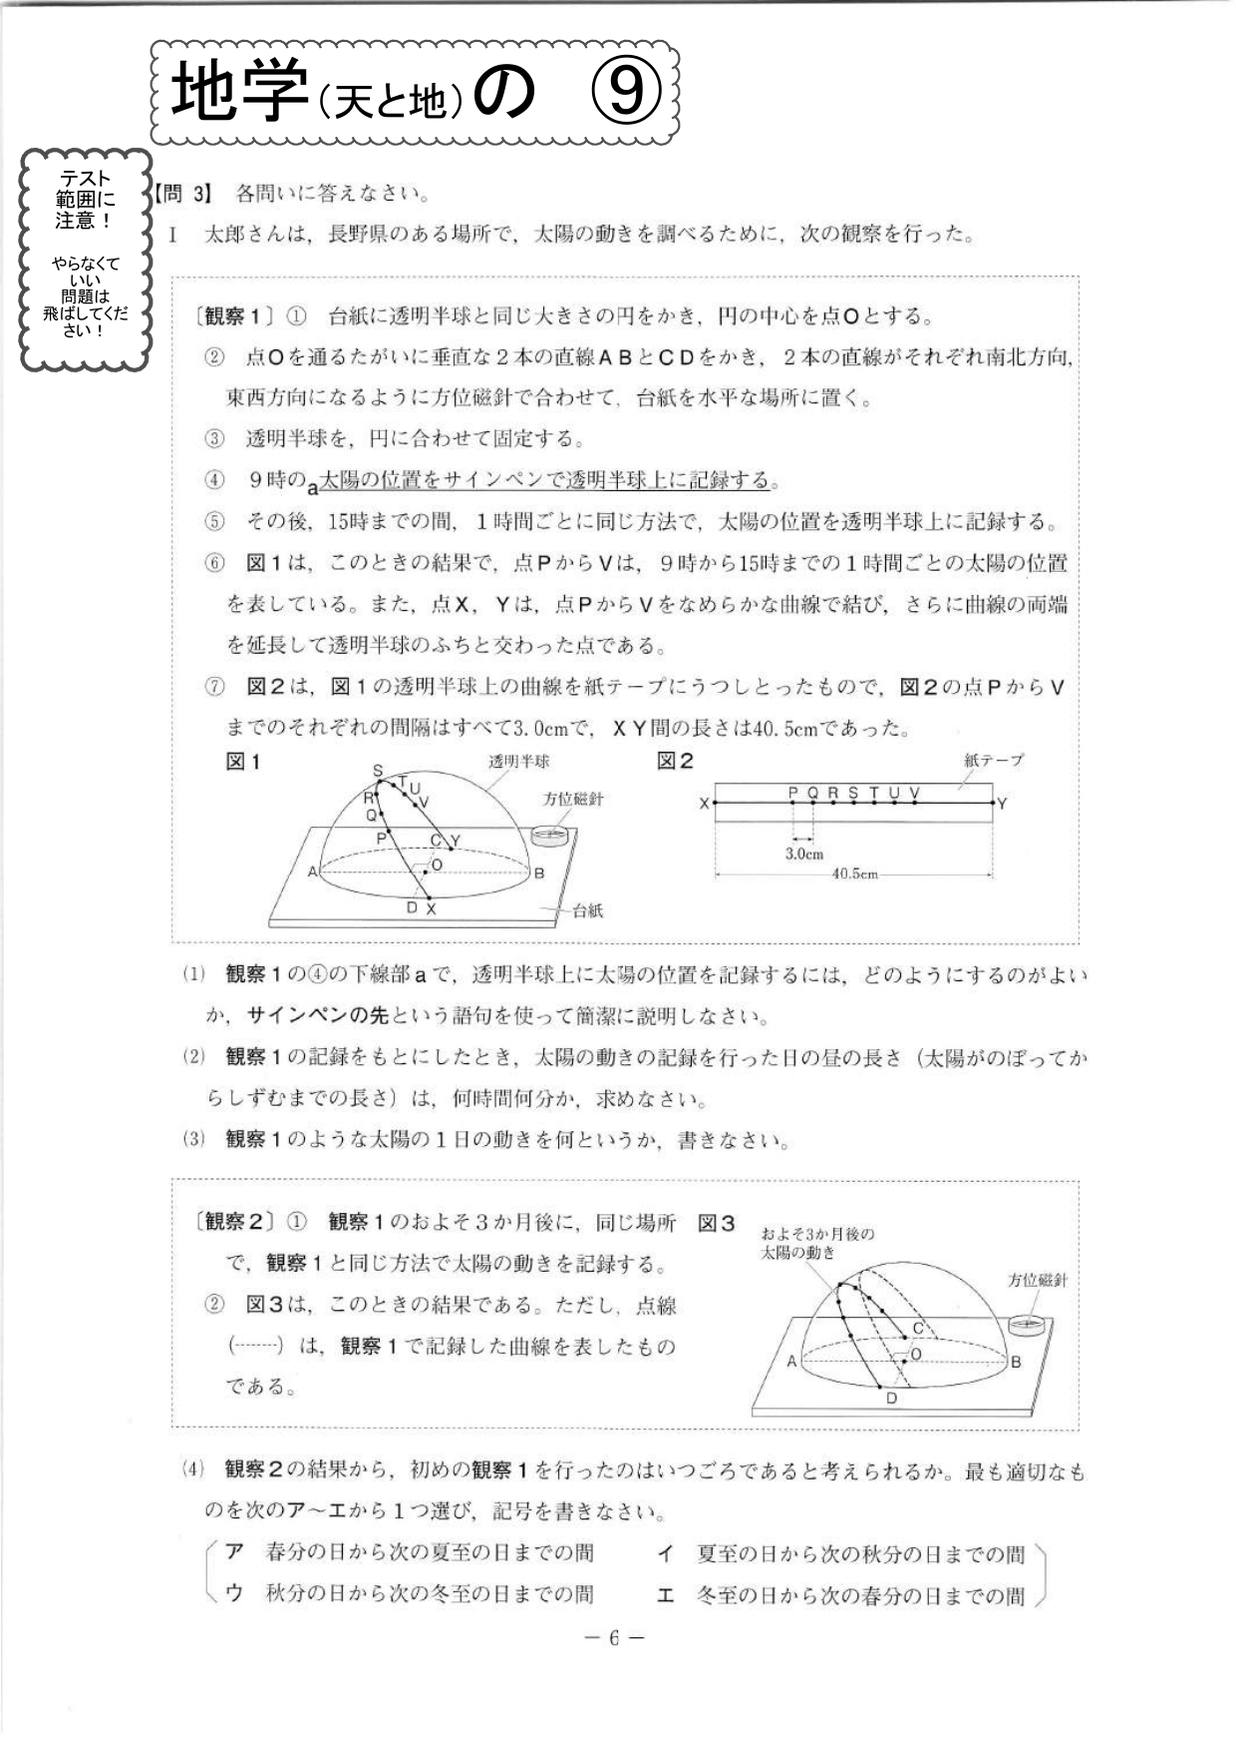 地学(天と地)の ⑨
テスト
範囲に
注意！
やらなくて
いい
問題は
飛ばしてくだ
さい！
【問 3】 各問いに答えなさい。
Ⅰ 太郎さんは，長野県のある場所で，太陽の動きを調べるために，次の観察を行った。
〔観察１〕① 台紙に透明半球と同じ大きさの円をかき，円の中心を点Oとする。
② 点Oを通るたがいに垂直な２本の直線ＡＢとＣＤをかき，２本の直線がそれぞれ南北方向，
東西方向になるように方位磁針で合わせて，台紙を水平な場所に置く。
③ 透明半球を，円に合わせて固定する。
④ ９時のa太陽の位置をサインペンで透明半球上に記録する。
⑤ その後，15時までの間，１時間ごとに同じ方法で，太陽の位置を透明半球上に記録する。
⑥ 図１は，このときの結果で，点ＰからＶは，９時から15時までの１時間ごとの太陽の位置
を表している。また，点Ｘ，Ｙは，点ＰからＶをなめらかな曲線で結び，さらに曲線の両端
を延長して透明半球のふちと交わった点である。
⑦ 図２は，図１の透明半球上の曲線を紙テープにうつしとったもので，図２の点ＰからＶ
までのそれぞれの間隔はすべて3.0cmで，ＸＹ間の長さは40.5cmであった。
図１
透明半球
方位磁針
S
T
U
V
R
Q
P
C Y
O
A
B
D X
台紙
図２
紙テープ
P Q R S T U V
X
Y
3.0cm
40.5cm
(1) 観察１の④の下線部ａで，透明半球上に太陽の位置を記録するには，どのようにするのがよい
か，サインペンの先という語句を使って簡潔に説明しなさい。
(2) 観察１の記録をもとにしたとき，太陽の動きの記録を行った日の昼の長さ（太陽がのぼってか
らしずむまでの長さ）は，何時間何分か，求めなさい。
(3) 観察１のような太陽の１日の動きを何というか，書きなさい。
〔観察２〕① 観察１のおよそ３か月後に，同じ場所
で，観察１と同じ方法で太陽の動きを記録する。
② 図３は，このときの結果である。ただし，点線
（┈┈）は，観察１で記録した曲線を表したもの
である。
図３
およそ3か月後の
太陽の動き
方位磁針
C
O
A
B
D
(4) 観察２の結果から，初めの観察１を行ったのはいつごろであると考えられるか。最も適切なも
のを次のア～エから１つ選び，記号を書きなさい。
ア 春分の日から次の夏至の日までの間 イ 夏至の日から次の秋分の日までの間
ウ 秋分の日から次の冬至の日までの間 エ 冬至の日から次の春分の日までの間
－ 6 －